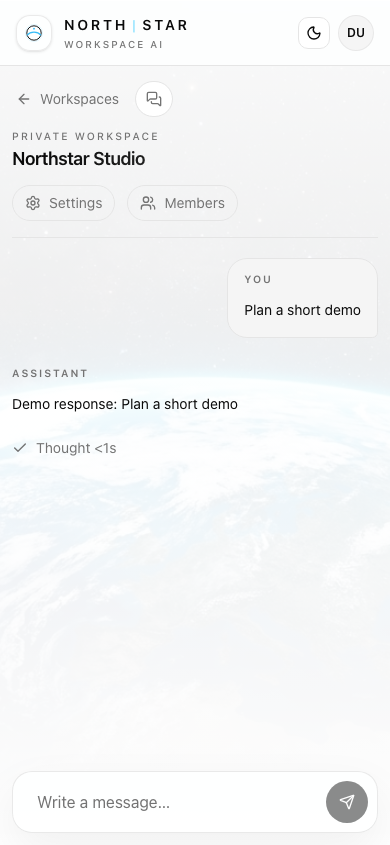 NORTH | STAR
WORKSPACE AI
DU
Workspaces
PRIVATE WORKSPACE
Northstar Studio
Settings
Members
YOU
Plan a short demo
ASSISTANT
Demo response: Plan a short demo
Thought <1s
Write a message...